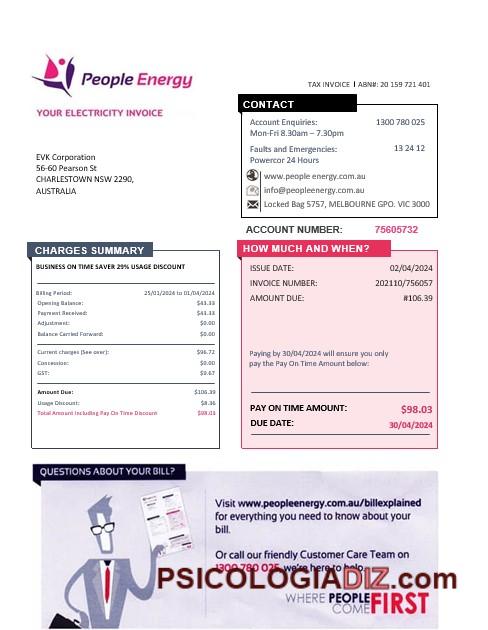 People Energy
TAX INVOICE I ABN#: 20 159 721 401
YOUR ELECTRICITY INVOICE
CONTACT
Account Enquiries: 1300 780 025
Mon-Fri 8.30am – 7.30pm
Faults and Emergencies: 13 24 12
Powercor 24 Hours
www.people energy.com.au
info@peopleenergy.com.au
Locked Bag 5757, MELBOURNE GPO. VIC 3000
EVK Corporation
56-60 Pearson St
CHARLESTOWN NSW 2290,
AUSTRALIA
ACCOUNT NUMBER: 75605732
CHARGES SUMMARY
BUSINESS ON TIME SAVER 29% USAGE DISCOUNT
Billing Period: 25/01/2024 to 01/04/2024
Opening Balance: $43.33
Payment Received: $43.33
Adjustment: $0.00
Balance Carried Forward: $0.00
Current charges (See over): $96.72
Concession: $0.00
GST: $9.67
Amount Due: $106.39
Usage Discount: $8.36
Total Amount Including Pay On Time Discount $98.03
HOW MUCH AND WHEN?
ISSUE DATE: 02/04/2024
INVOICE NUMBER: 202110/756057
AMOUNT DUE: #106.39
Paying by 30/04/2024 will ensure you only
pay the Pay On Time Amount below:
PAY ON TIME AMOUNT: $98.03
DUE DATE: 30/04/2024
QUESTIONS ABOUT YOUR BILL?
Visit www.peopleenergy.com.au/billexplained
for everything you need to know about your
bill.
Or call our friendly Customer Care Team on
1300 780 025, we're here to help.
PSICOLOGIADIZ.com
WHERE PEOPLE
COME FIRST